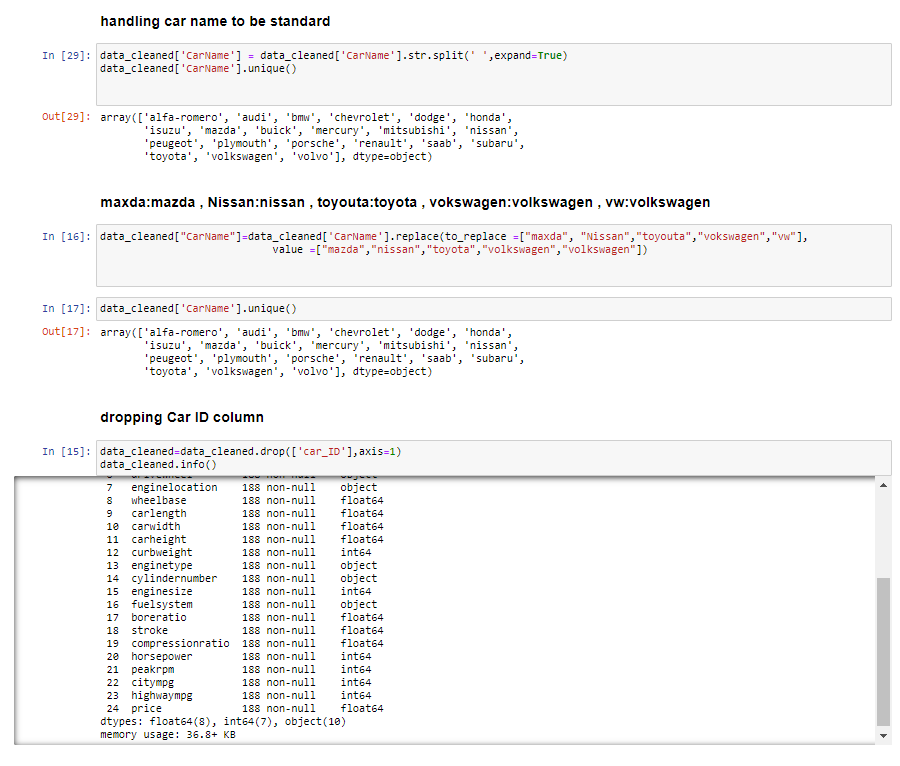 handling car name to be standard
In [29]: data_cleaned['CarName'] = data_cleaned['CarName'].str.split(' ',expand=True)
data_cleaned['CarName'].unique()
Out[29]: array(['alfa-romero', 'audi', 'bmw', 'chevrolet', 'dodge', 'honda',
'isuzu', 'mazda', 'buick', 'mercury', 'mitsubishi', 'nissan',
'peugeot', 'plymouth', 'porsche', 'renault', 'saab', 'subaru',
'toyota', 'volkswagen', 'volvo'], dtype=object)
maxda:mazda , Nissan:nissan , toyouta:toyota , vokswagen:volkswagen , vw:volkswagen
In [16]: data_cleaned["CarName"]=data_cleaned['CarName'].replace(to_replace =["maxda", "Nissan","toyouta","vokswagen","vw"],
value =["mazda","nissan","toyota","volkswagen","volkswagen"])
In [17]: data_cleaned['CarName'].unique()
Out[17]: array(['alfa-romero', 'audi', 'bmw', 'chevrolet', 'dodge', 'honda',
'isuzu', 'mazda', 'buick', 'mercury', 'mitsubishi', 'nissan',
'peugeot', 'plymouth', 'porsche', 'renault', 'saab', 'subaru',
'toyota', 'volkswagen', 'volvo'], dtype=object)
dropping Car ID column
In [15]: data_cleaned=data_cleaned.drop(['car_ID'],axis=1)
data_cleaned.info()
7 enginelocation 188 non-null object
8 wheelbase 188 non-null float64
9 carlength 188 non-null float64
10 carwidth 188 non-null float64
11 carheight 188 non-null float64
12 curbweight 188 non-null int64
13 enginetype 188 non-null object
14 cylindernumber 188 non-null object
15 enginesize 188 non-null int64
16 fuelsystem 188 non-null object
17 boreratio 188 non-null float64
18 stroke 188 non-null float64
19 compressionratio 188 non-null float64
20 horsepower 188 non-null int64
21 peakrpm 188 non-null int64
22 citympg 188 non-null int64
23 highwaympg 188 non-null int64
24 price 188 non-null float64
dtypes: float64(8), int64(7), object(10)
memory usage: 36.8+ KB